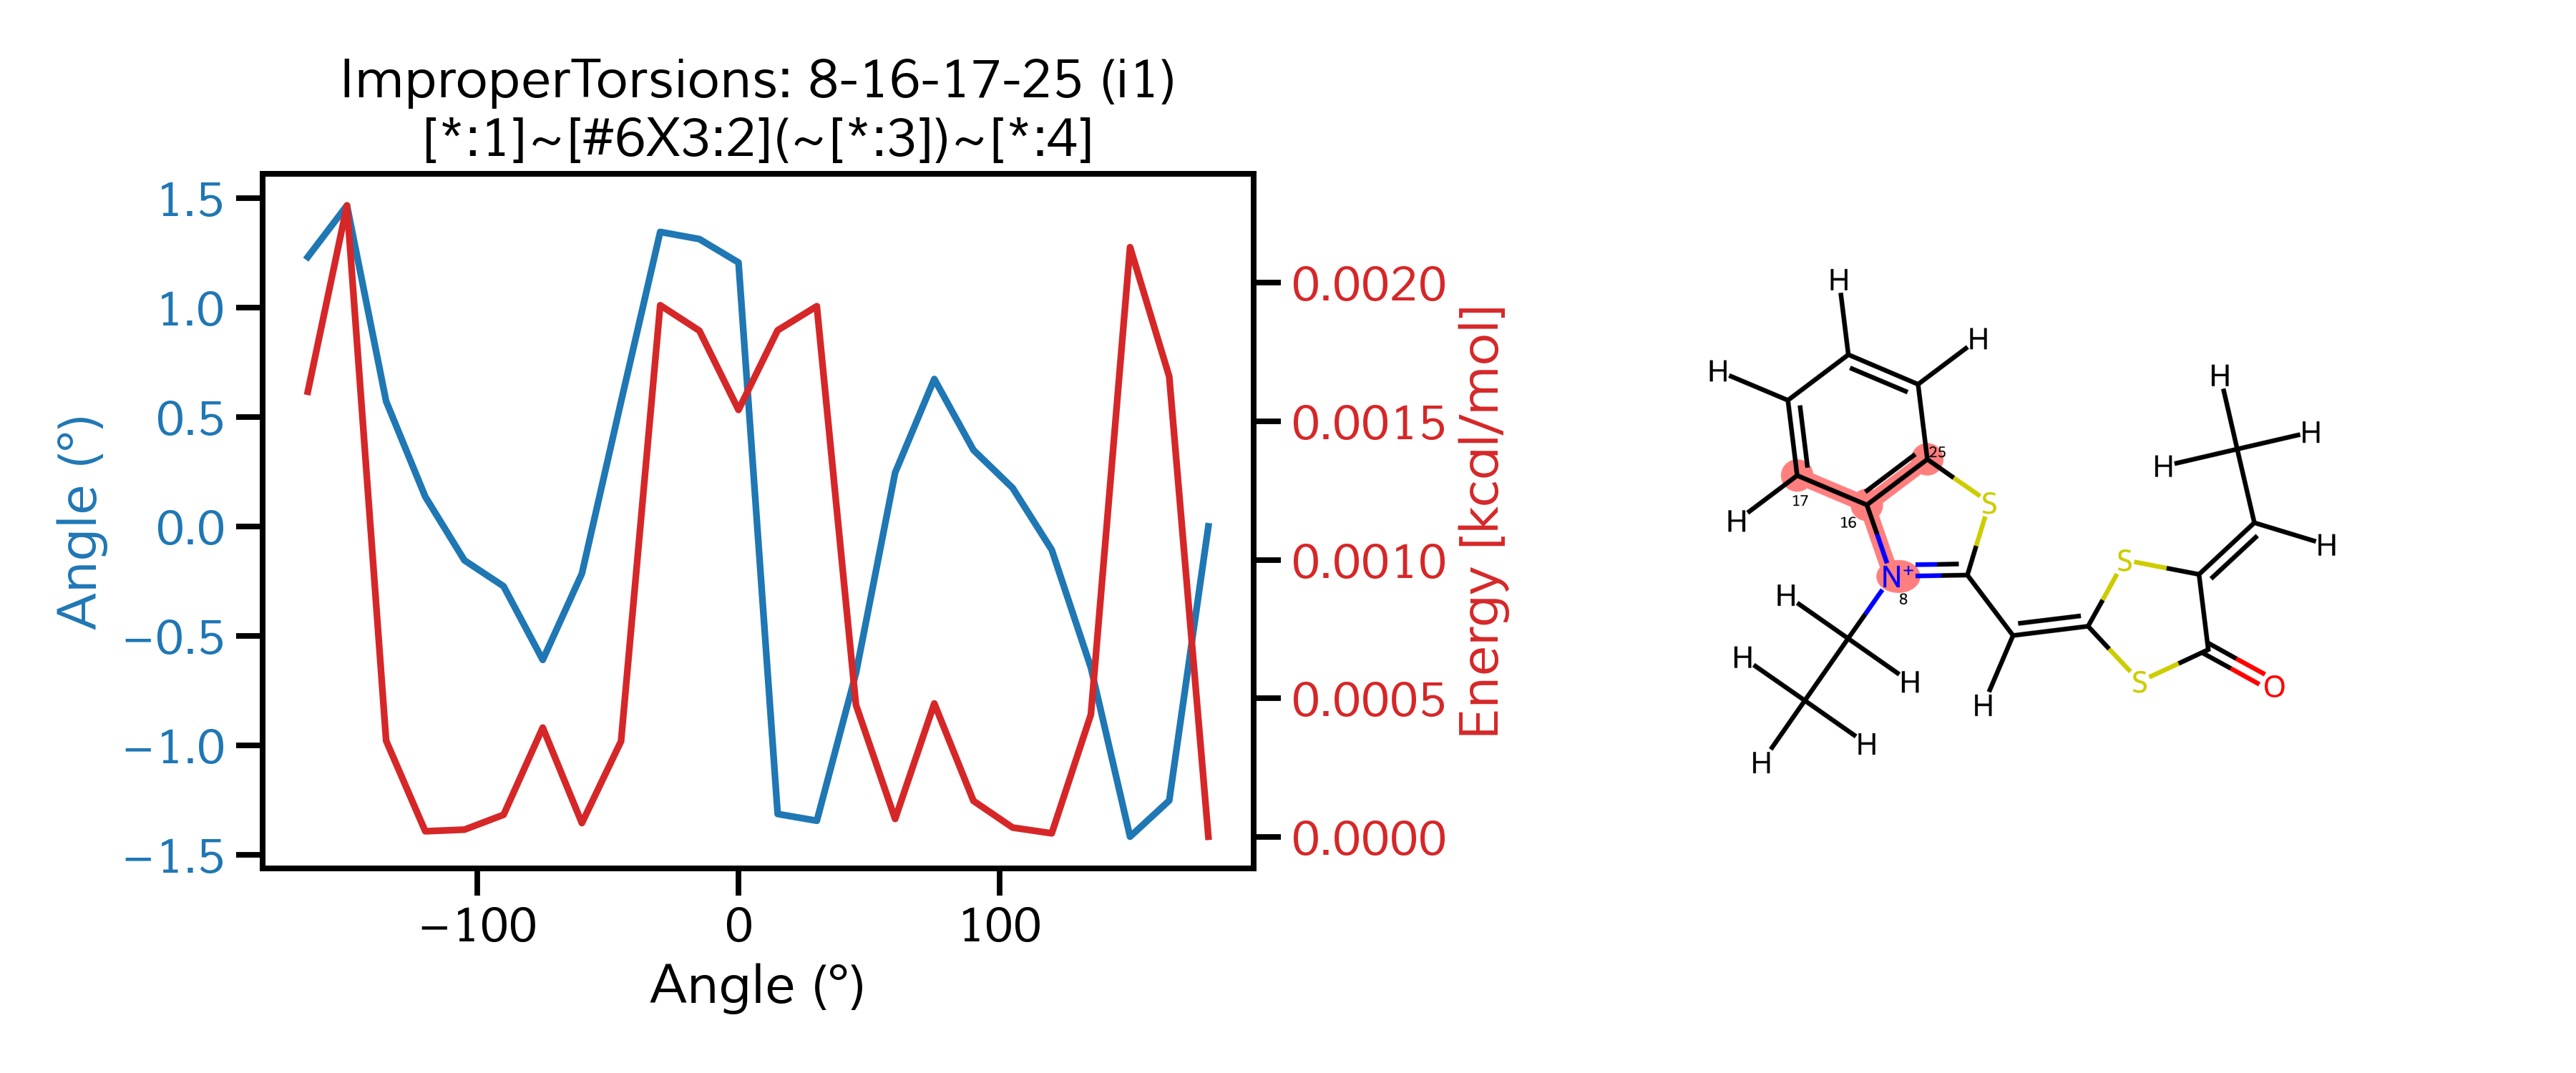 ImproperTorsions: 8-16-17-25 (i1)
[*:1]~[#6X3:2](~[*:3])~[*:4]
1.5
1.0
0.5
0.0
−0.5
−1.0
−1.5
Angle (°)
−100
0
100
Angle (°)
0.0020
0.0015
0.0010
0.0005
0.0000
Energy [kcal/mol]
H
H
H
H
25
17
16
S
N+
8
H
H
H
H
H
H
S
S
O
H
H
H
H